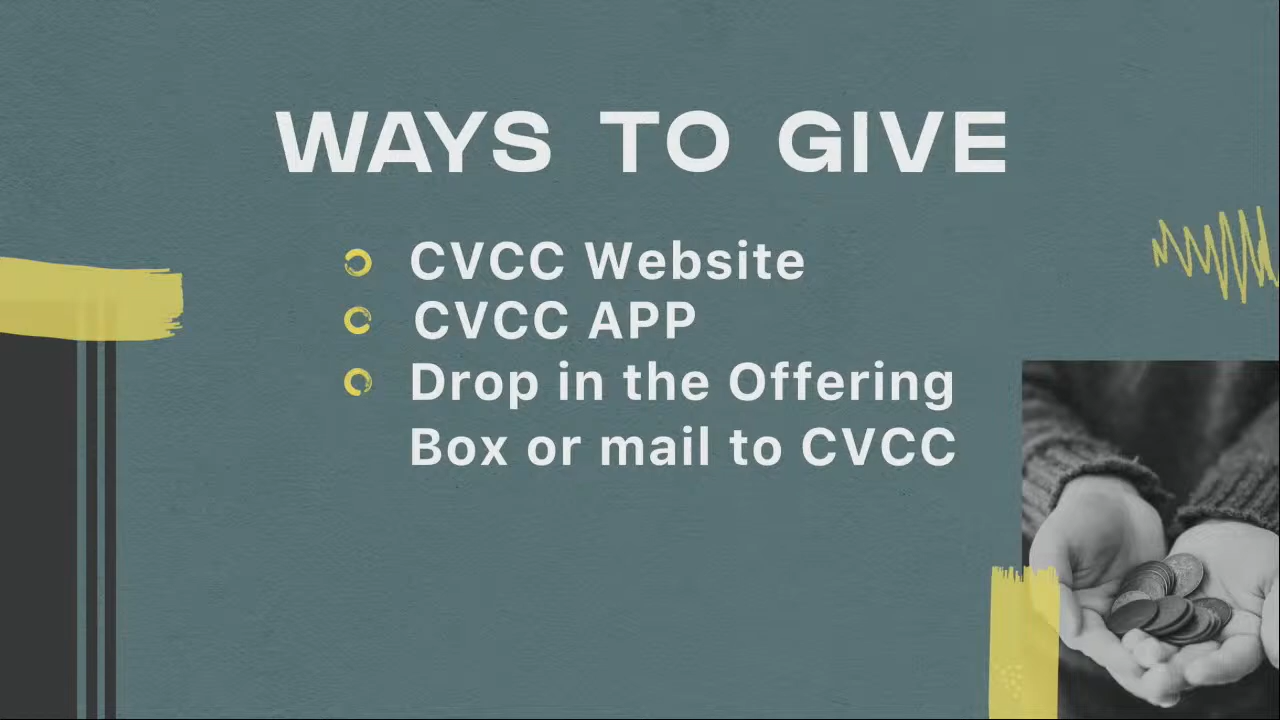 WAYS TO GIVE
CVCC Website
CVCC APP
Drop in the Offering
Box or mail to CVCC